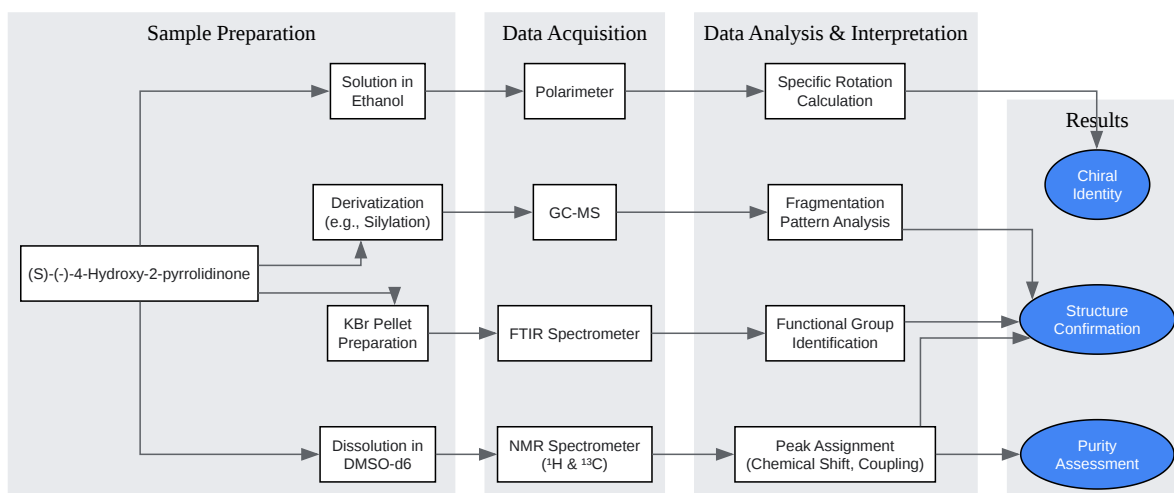 Sample Preparation
Data Acquisition
Data Analysis & Interpretation
Results
Solution in
Ethanol
Polarimeter
Specific Rotation
Calculation
Chiral
Identity
Derivatization
(e.g., Silylation)
GC-MS
Fragmentation
Pattern Analysis
(S)-(-)-4-Hydroxy-2-pyrrolidinone
KBr Pellet
Preparation
FTIR Spectrometer
Functional Group
Identification
Structure
Confirmation
Dissolution in
DMSO-d6
NMR Spectrometer
(¹H & ¹³C)
Peak Assignment
(Chemical Shift, Coupling)
Purity
Assessment